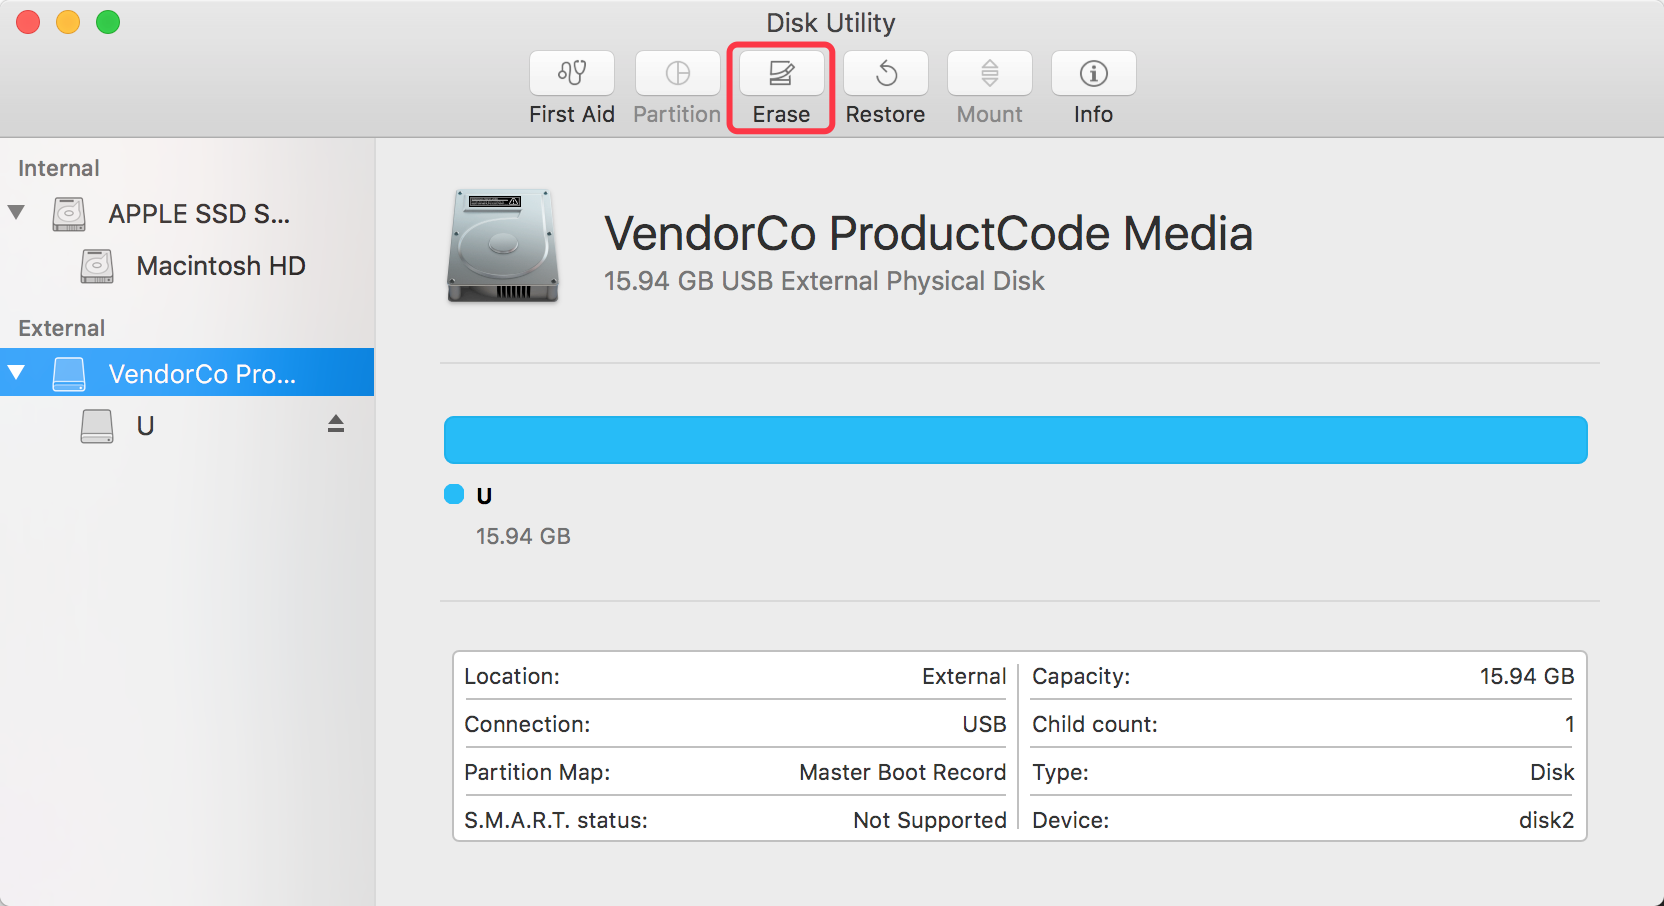 Disk Utility
First Aid Partition Erase Restore Mount Info
Internal
APPLE SSD S...
Macintosh HD
External
VendorCo Pro...
U
VendorCo ProductCode Media
15.94 GB USB External Physical Disk
U
15.94 GB
Location: External Capacity: 15.94 GB
Connection: USB Child count: 1
Partition Map: Master Boot Record Type: Disk
S.M.A.R.T. status: Not Supported Device: disk2